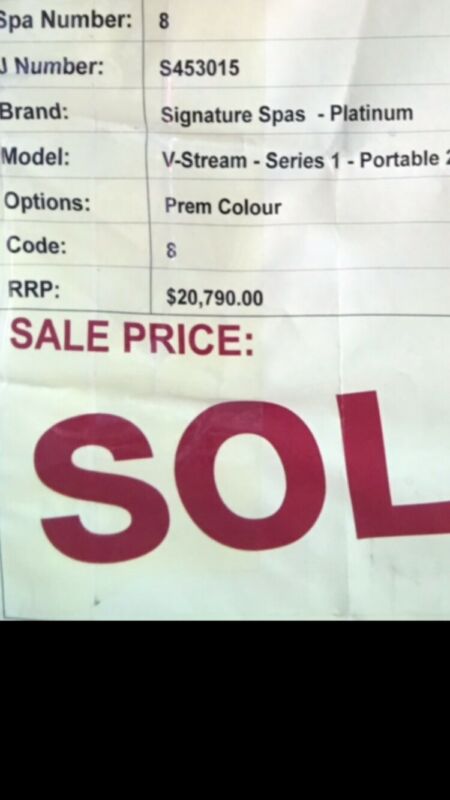 Spa Number: 8
J Number: S453015
Brand: Signature Spas - Platinum
Model: V-Stream - Series 1 - Portable 2
Options: Prem Colour
Code: 8
RRP: $20,790.00
SALE PRICE:
SOL